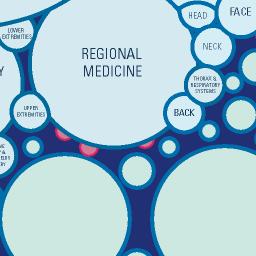 HEAD
FACE
LOWER
EXTREMITIES
NECK
REGIONAL
MEDICINE
Y
THORAX &
RESPIRATORY
SYSTEMS
UPPER
EXTREMITIES
BACK